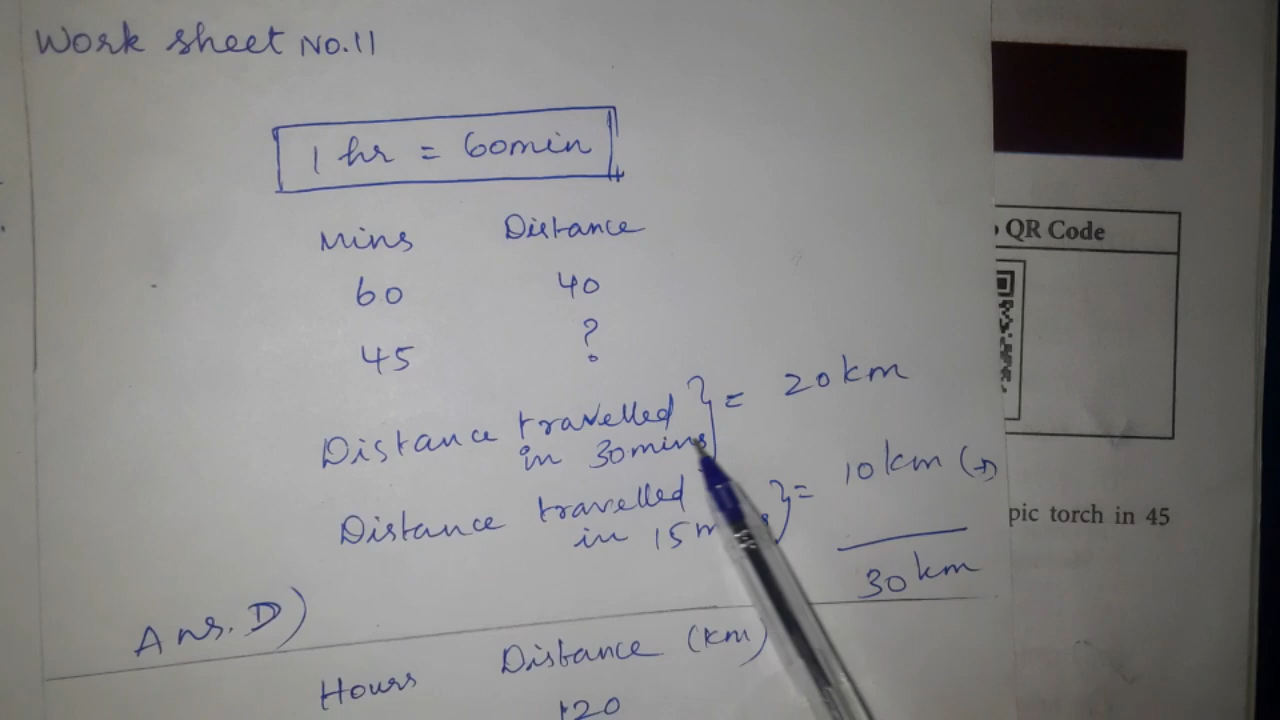 Work sheet No.11
1 hr = 60min
Mins Distance
60 40
45 ?
Distance travelled
in 30mins } = 20km
Distance travelled
in 15 } = 10km (+)
30km
Ans. D)
Hours Distance (km)
120
QR Code
pic torch in 45